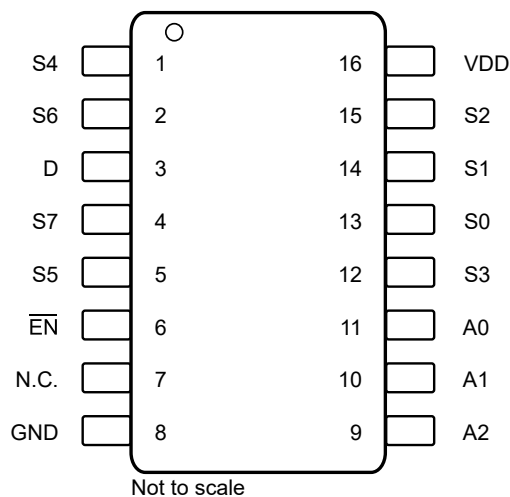 S4 1 16 VDD
S6 2 15 S2
D 3 14 S1
S7 4 13 S0
S5 5 12 S3
EN 6 11 A0
N.C. 7 10 A1
GND 8 9 A2
Not to scale